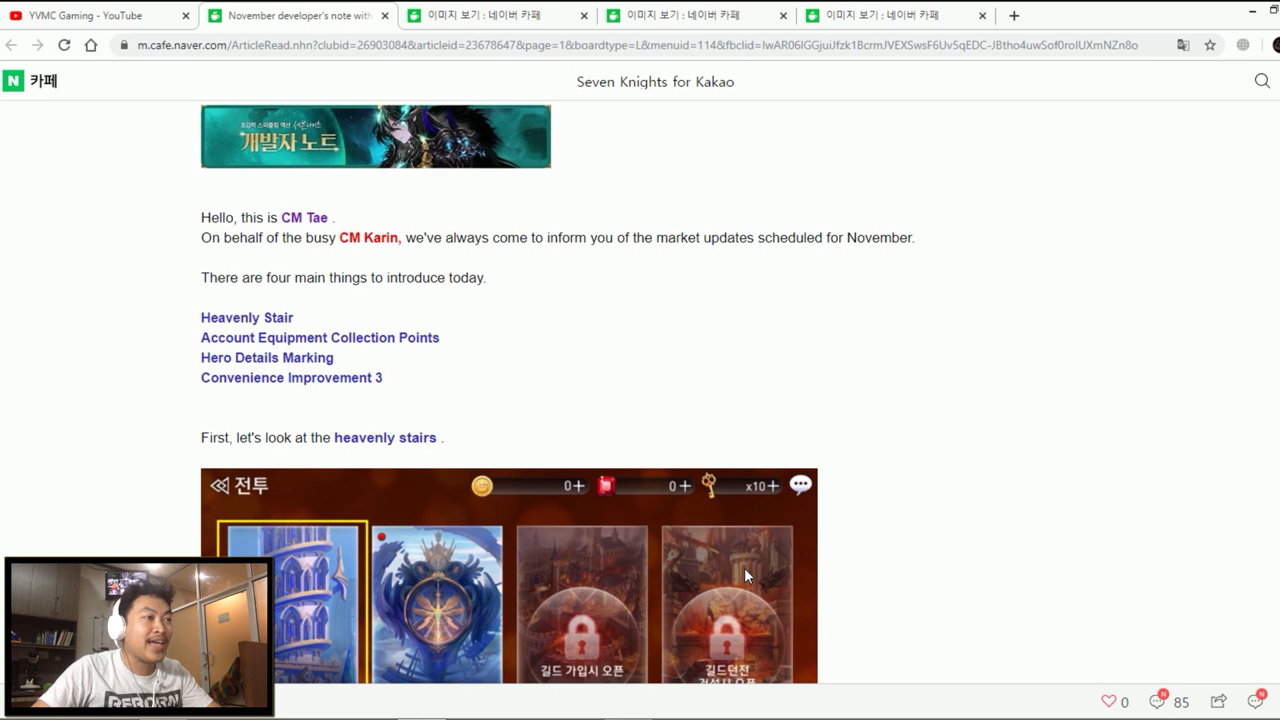 YVMC Gaming - YouTube
November developer's note with
이미지 보기 : 네이버 카페
이미지 보기 : 네이버 카페
이미지 보기 : 네이버 카페
m.cafe.naver.com/ArticleRead.nhn?clubid=26903084&articleid=23678647&page=1&boardtype=L&menuid=114&fbclid=IwAR06IGGjuiJfzk1BcrmJVEXSwsF6Uv5qEDC-JBtho4uwSof0roIUXmNZn8o
N 카페
Seven Knights for Kakao
개발자 노트
Hello, this is CM Tae .
On behalf of the busy CM Karin, we've always come to inform you of the market updates scheduled for November.
There are four main things to introduce today.
Heavenly Stair
Account Equipment Collection Points
Hero Details Marking
Convenience Improvement 3
First, let's look at the heavenly stairs .
전투
0+
0+
x10+
길드 가입시 오픈
길드던전
REBORN
N
N
0
85